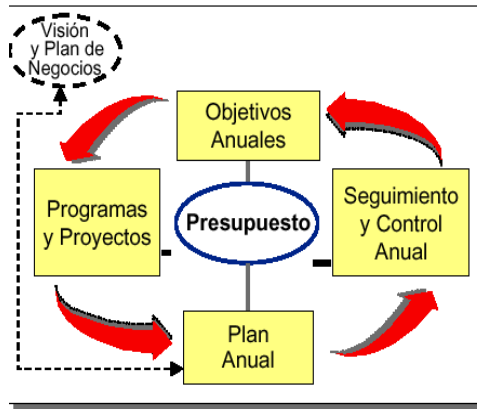 Visión
y Plan de
Negocios
Objetivos
Anuales
Programas
y Proyectos
Presupuesto
Seguimiento
y Control
Anual
Plan
Anual